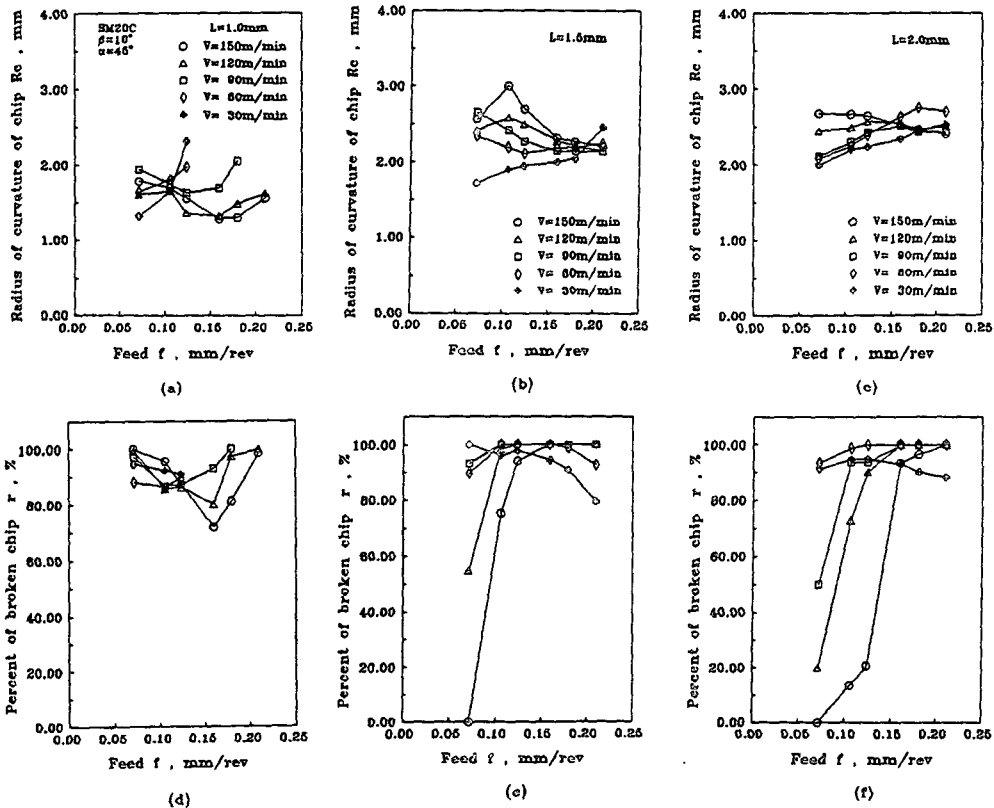 4.00
3.00
2.00
1.00
0.00
Radius of curvature of chip Rc , mm
SM20C
β=10°
α=45°
L=1.0mm
V=150m/min
V=120m/min
V= 90m/min
V= 60m/min
V= 30m/min
0.00 0.05 0.10 0.15 0.20 0.25
Feed f , mm/rev
(a)
4.00
3.00
2.00
1.00
0.00
Radius of curvature of chip Rc , mm
L=1.5mm
V=150m/min
V=120m/min
V= 90m/min
V= 60m/min
V= 30m/min
0.00 0.05 0.10 0.15 0.20 0.25
Feed f , mm/rev
(b)
4.00
3.00
2.00
1.00
0.00
Radius of curvature of chip Rc , mm
L=2.0mm
V=150m/min
V=120m/min
V= 90m/min
V= 60m/min
V= 30m/min
0.00 0.05 0.10 0.15 0.20 0.25
Feed f , mm/rev
(c)
100.00
80.00
60.00
40.00
20.00
0.00
Percent of broken chip r , %
0.00 0.05 0.10 0.15 0.20 0.25
Feed f , mm/rev
(d)
100.00
80.00
60.00
40.00
20.00
0.00
Percent of broken chip r , %
0.00 0.05 0.10 0.15 0.20 0.25
Feed f , mm/rev
(e)
100.00
80.00
60.00
40.00
20.00
0.00
Percent of broken chip r , %
0.00 0.05 0.10 0.15 0.20 0.25
Feed f , mm/rev
(f)